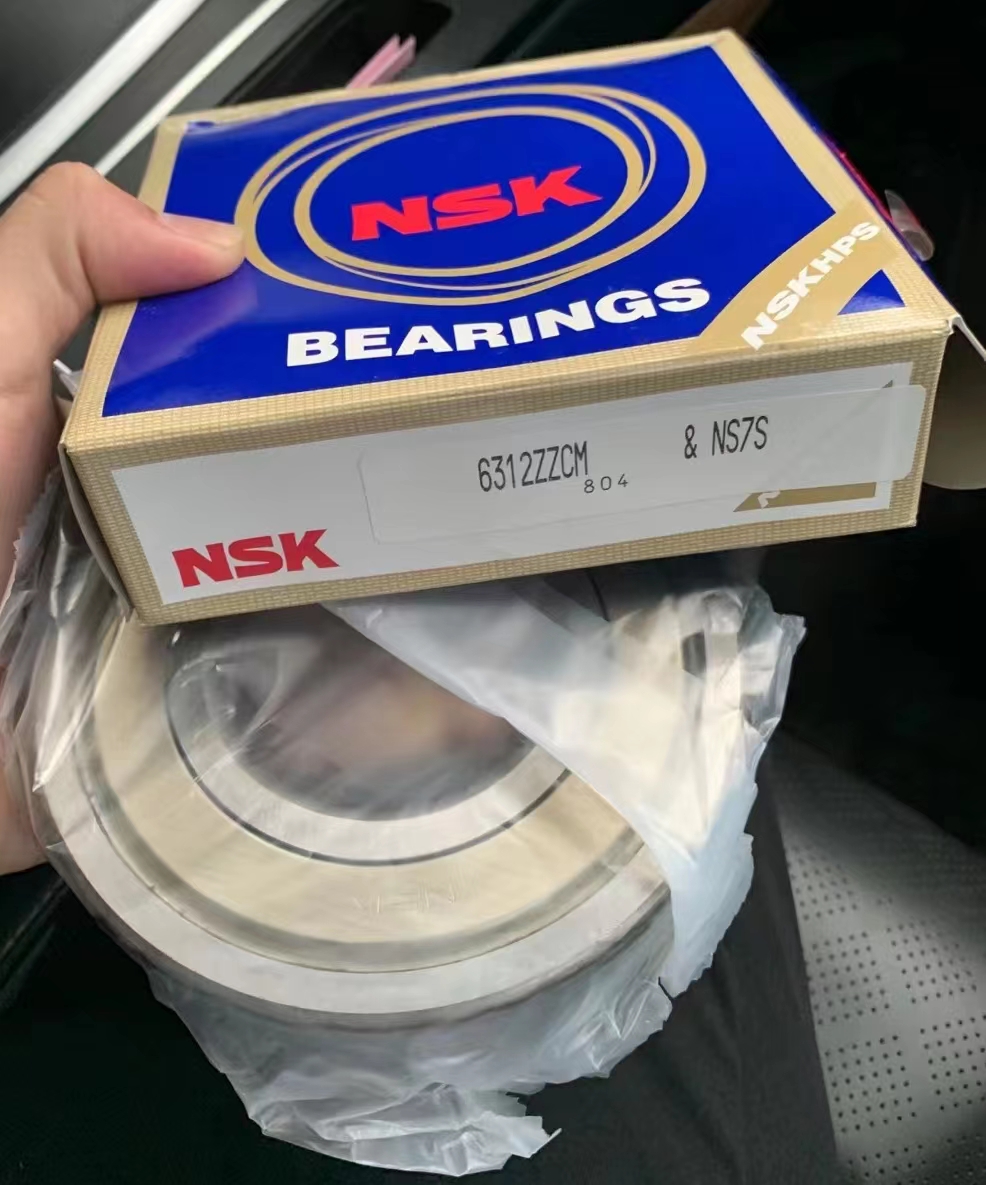 NSK
BEARINGS
NSKHPS
6312ZZCM & NS7S
804
NSK